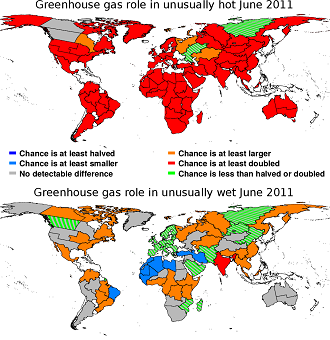 Greenhouse gas role in unusually hot June 2011
Chance is at least halved
Chance is at least smaller
No detectable difference
Chance is at least larger
Chance is at least doubled
Chance is less than halved or doubled
Greenhouse gas role in unusually wet June 2011